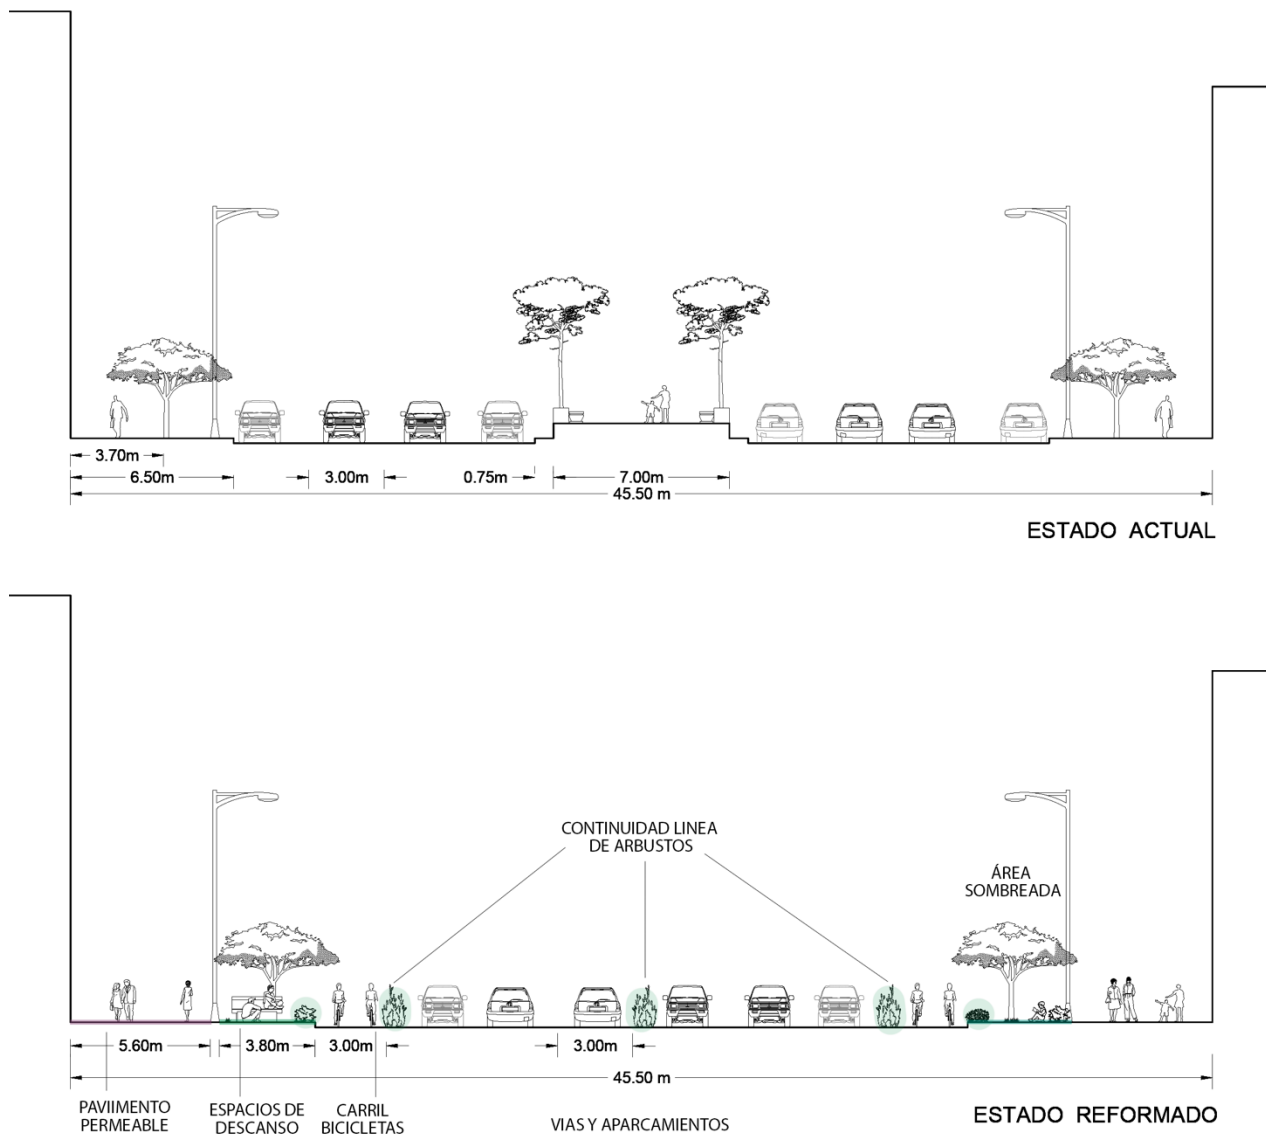 3.70m
6.50m
3.00m
0.75m
7.00m
45.50 m
ESTADO ACTUAL
CONTINUIDAD LINEA
DE ARBUSTOS
ÁREA
SOMBREADA
5.60m
3.80m
3.00m
3.00m
45.50 m
PAVIIMENTO
PERMEABLE
ESPACIOS DE
DESCANSO
CARRIL
BICICLETAS
VIAS Y APARCAMIENTOS
ESTADO REFORMADO